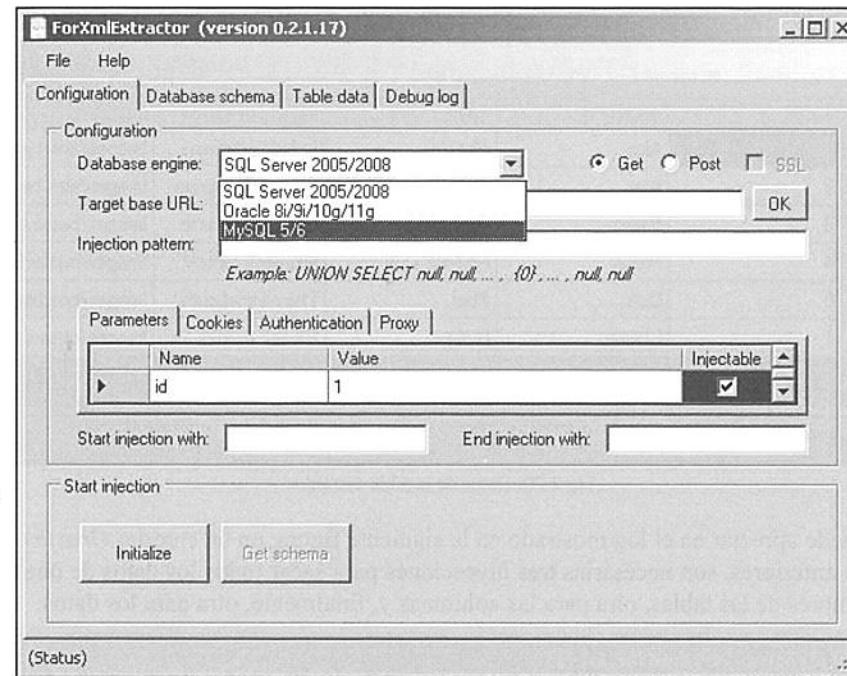 ForXmlExtractor (version 0.2.1.17)
File Help
Configuration Database schema Table data Debug log
Configuration
Database engine: SQL Server 2005/2008 Get Post SSL
SQL Server 2005/2008
Oracle 8i/9i/10g/11g
MySQL 5/6
Target base URL: OK
Injection pattern:
Example: UNION SELECT null, null, ... , {0} , ... , null, null
Parameters Cookies Authentication Proxy
Name Value Injectable
id 1
Start injection with: End injection with:
Start injection
Initialize Get schema
(Status)